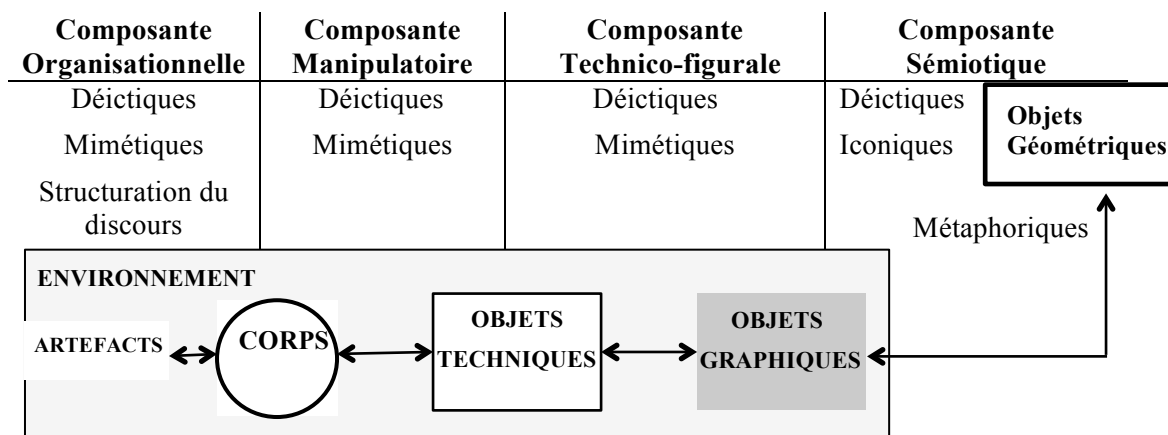 Composante
Organisationnelle
Composante
Manipulatoire
Composante
Technico-figurale
Composante
Sémiotique
Déictiques
Mimétiques
Structuration du
discours
Déictiques
Mimétiques
Déictiques
Mimétiques
Déictiques
Iconiques
Métaphoriques
Objets
Géométriques
ENVIRONNEMENT
ARTEFACTS
CORPS
OBJETS
TECHNIQUES
OBJETS
GRAPHIQUES